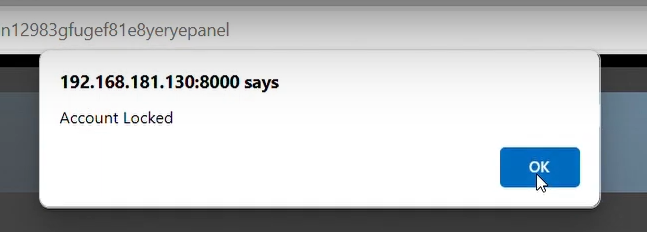 n12983gfugef81e8yeryepanel
192.168.181.130:8000 says
Account Locked
OK